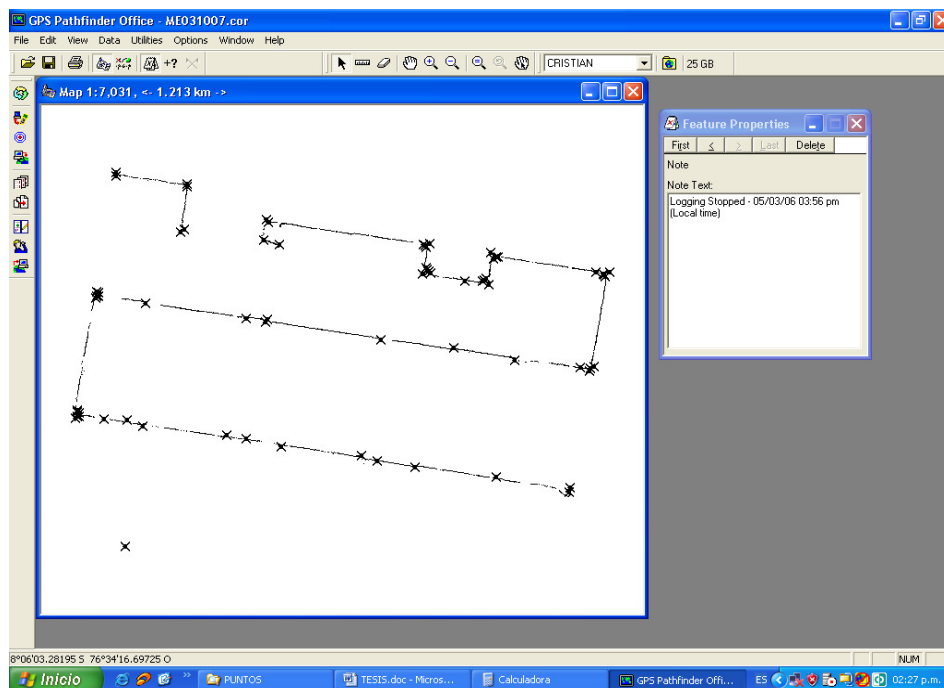 GPS Pathfinder Office - ME031007.cor
File Edit View Data Utilities Options Window Help
+? CRISTIAN 25 GB
Map 1:7,031, <- 1.213 km ->
Feature Properties
First < > Last Delete
Note
Note Text:
Logging Stopped - 05/03/06 03:56 pm
(Local time)
8°06'03.28195 S 76°34'16.69725 O NUM
Inicio » PUNTOS TESIS.doc - Micros... Calculadora GPS Pathfinder Offi... ES 02:27 p.m.